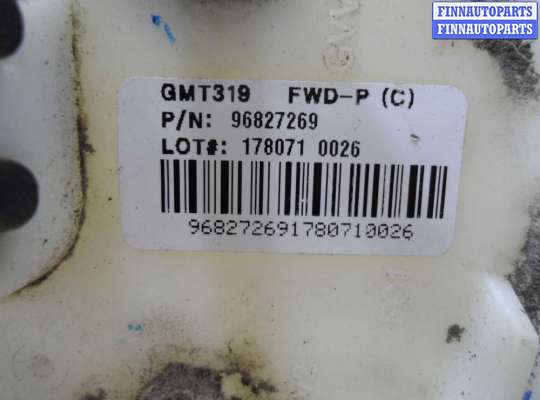 FINNAUTOPARTS
FINNAUTOPARTS
GMT319 FWD-P (C)
P/N: 96827269
LOT#: 178071 0026
968272691780710026